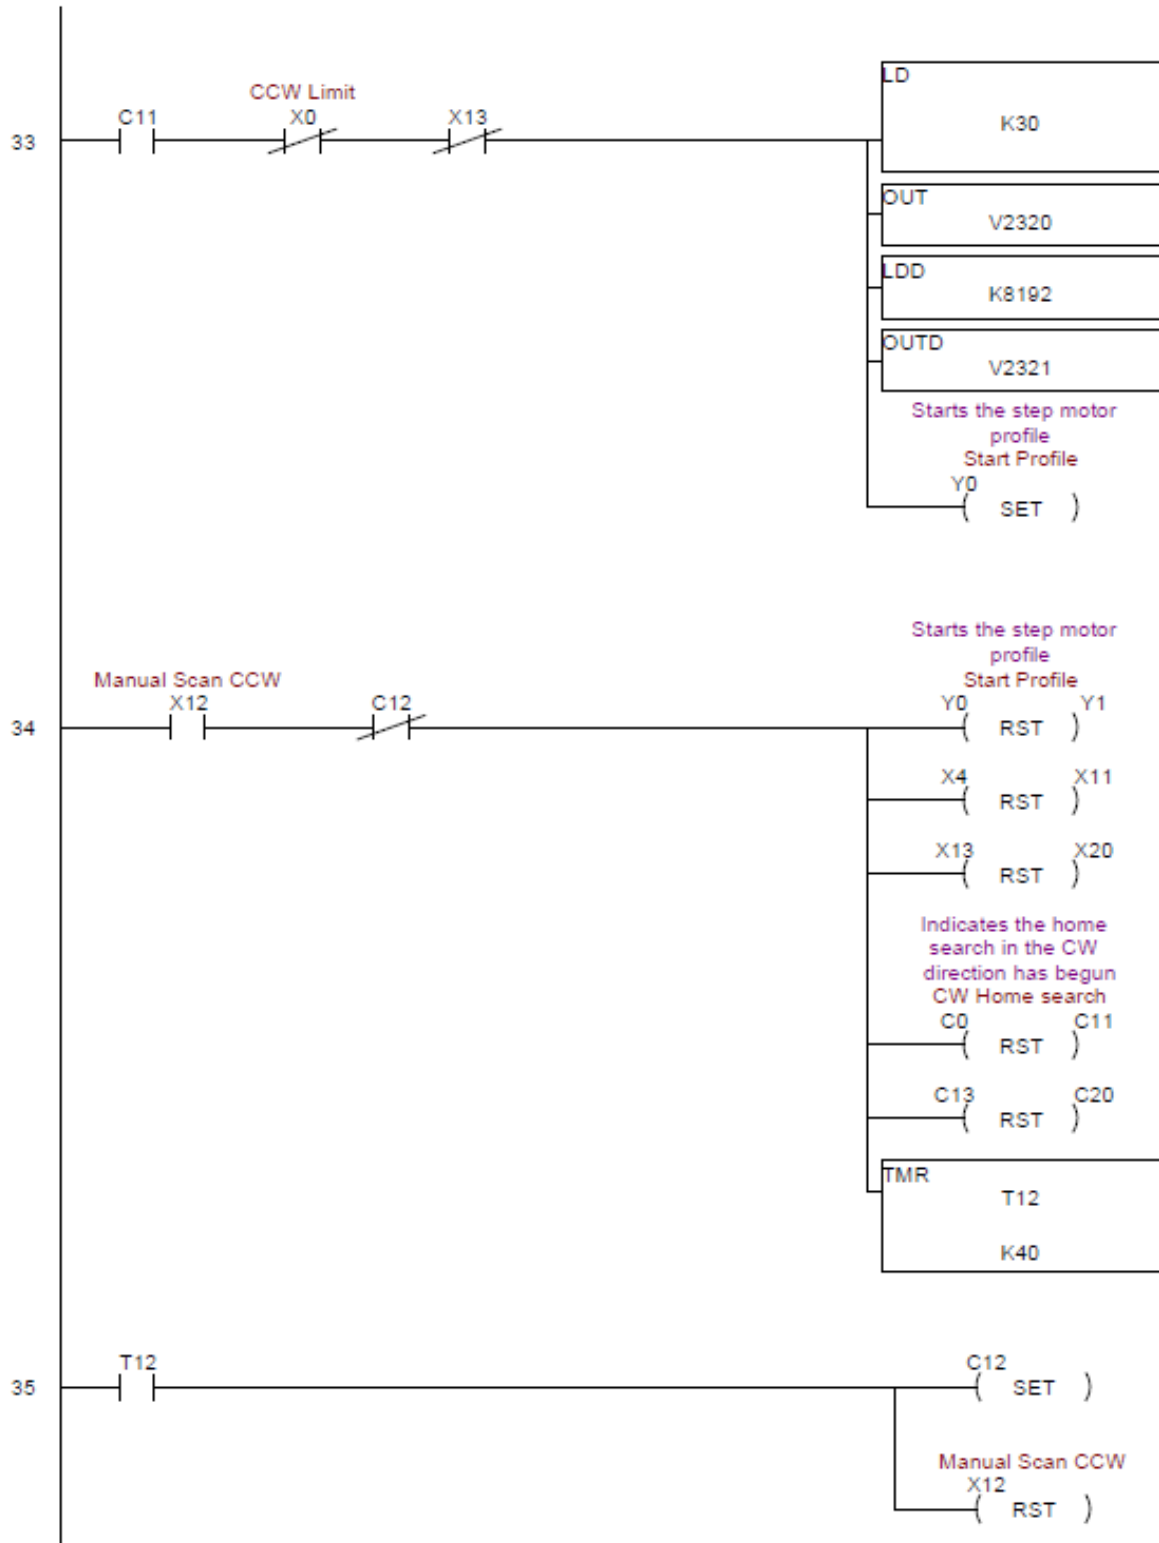 CCW Limit
C11 X0 X13
33
LD
K30
OUT
V2320
LDD
K8192
OUTD
V2321
Starts the step motor
profile
Start Profile
Y0
( SET )
Starts the step motor
profile
Manual Scan CCW Start Profile
X12 C12 Y0 Y1
34 ( RST )
X4 X11
( RST )
X13 X20
( RST )
Indicates the home
search in the CW
direction has begun
CW Home search
C0 C11
( RST )
C13 C20
( RST )
TMR
T12
K40
T12 C12
35 ( SET )
Manual Scan CCW
X12
( RST )